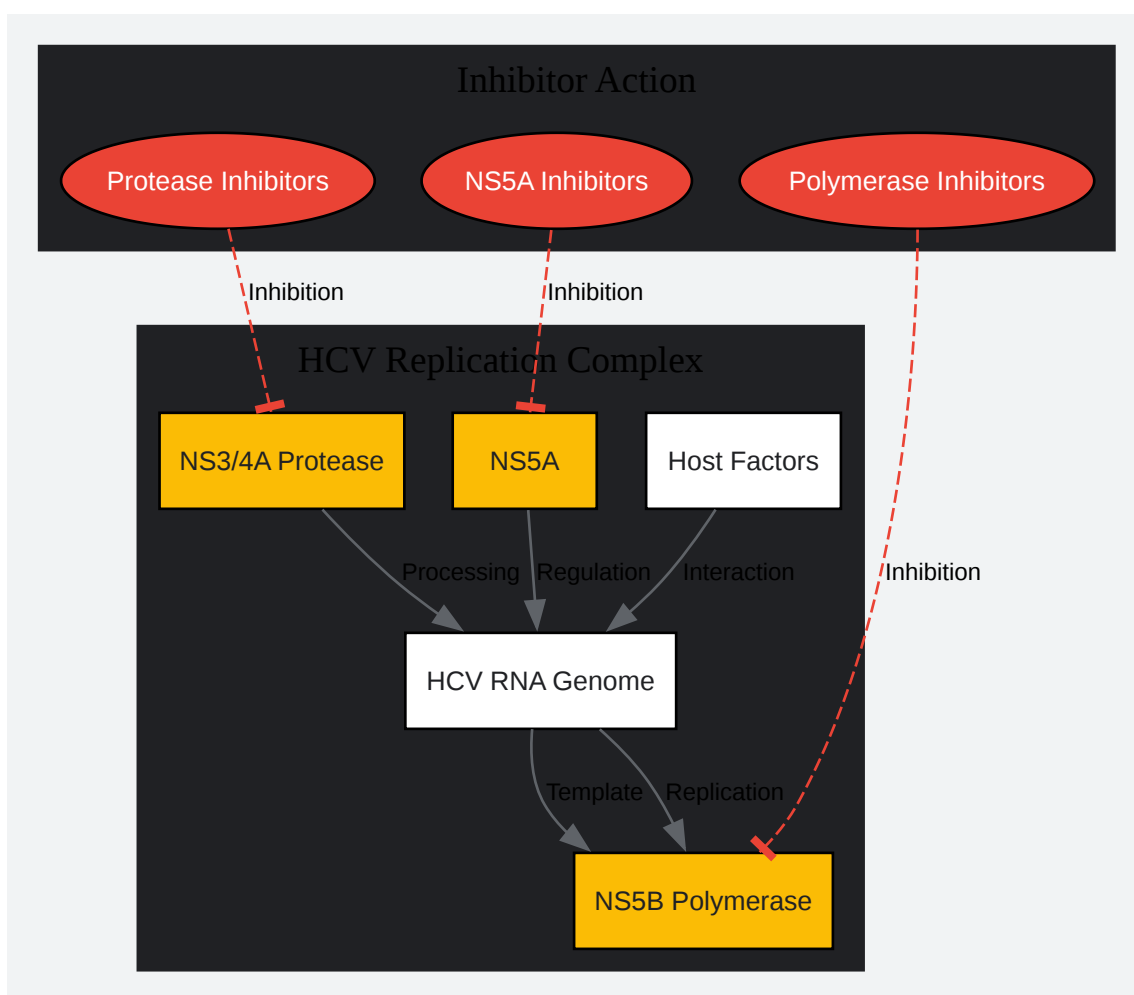 Inhibitor Action
Protease Inhibitors
NS5A Inhibitors
Polymerase Inhibitors
Inhibition
Inhibition
HCV Replication Complex
NS3/4A Protease
NS5A
Host Factors
Processing
Regulation
Interaction
Inhibition
HCV RNA Genome
Template
Replication
NS5B Polymerase